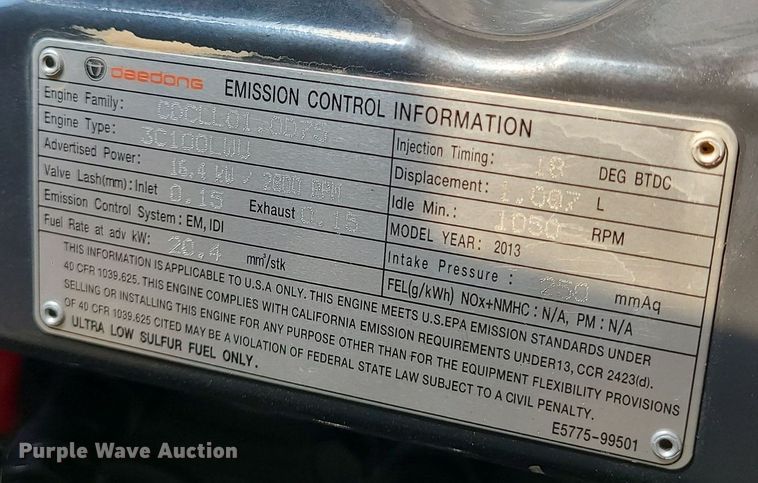 daedong EMISSION CONTROL INFORMATION
Engine Family: CDCLL01.0D75
Engine Type: 3C100LWU
Advertised Power: 16.4 kW / 2800 RPM
Valve Lash(mm): Inlet 0.15 Exhaust 0.15
Emission Control System : EM, IDI
Fuel Rate at adv kW: 20.4 mm³/stk
Injection Timing: 18 DEG BTDC
Displacement: 1.007 L
Idle Min.: 1050 RPM
MODEL YEAR: 2013
Intake Pressure : 250 mmAq
FEL(g/kWh) NOx+NMHC : N/A, PM : N/A
THIS INFORMATION IS APPLICABLE TO U.S.A ONLY. THIS ENGINE MEETS U.S.EPA EMISSION STANDARDS UNDER
40 CFR 1039.625. THIS ENGINE COMPLIES WITH CALIFORNIA EMISSION REQUIREMENTS UNDER13, CCR 2423(d).
SELLING OR INSTALLING THIS ENGINE FOR ANY PURPOSE OTHER THAN FOR THE EQUIPMENT FLEXIBILITY PROVISIONS
OF 40 CFR 1039.625 CITED MAY BE A VIOLATION OF FEDERAL STATE LAW SUBJECT TO A CIVIL PENALTY.
ULTRA LOW SULFUR FUEL ONLY.
E5775-99501
Purple Wave Auction